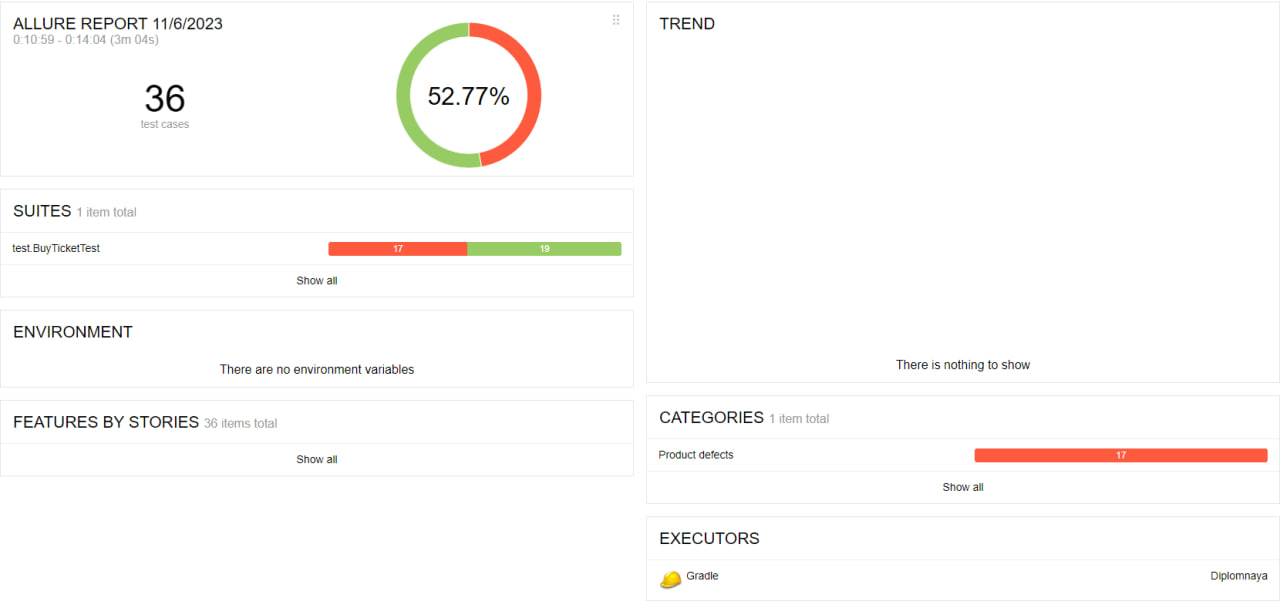 ALLURE REPORT 11/6/2023
0:10:59 - 0:14:04 (3m 04s)
36
test cases
52.77%
SUITES 1 item total
test.BuyTicketTest 17 19
Show all
ENVIRONMENT
There are no environment variables
FEATURES BY STORIES 36 items total
Show all
TREND
There is nothing to show
CATEGORIES 1 item total
Product defects 17
Show all
EXECUTORS
Gradle Diplomnaya